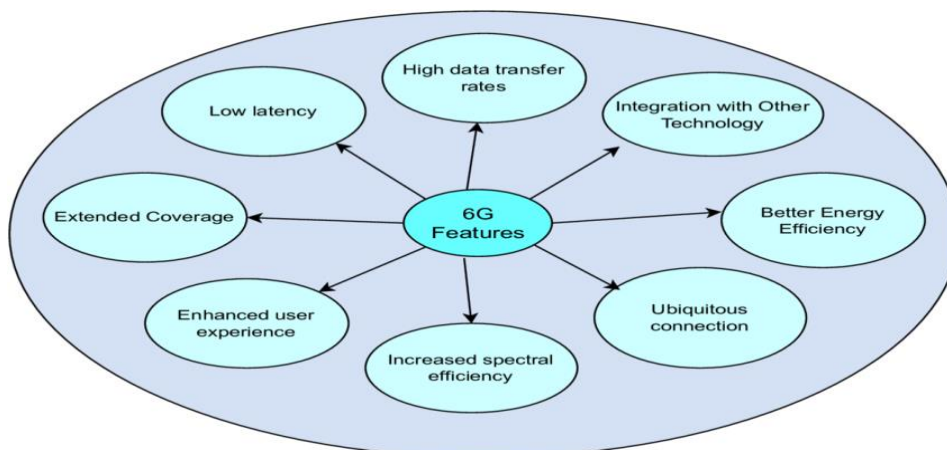 High data transfer
rates
Low latency
Integration with Other
Technology
Extended Coverage
6G
Features
Better Energy
Efficiency
Enhanced user
experience
Ubiquitous
connection
Increased spectral
efficiency